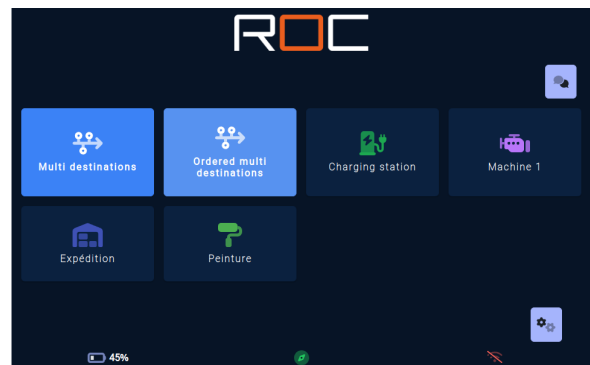 ROC
Multi destinations
Ordered multi
destinations
Charging station
Machine 1
Expédition
Peinture
45%